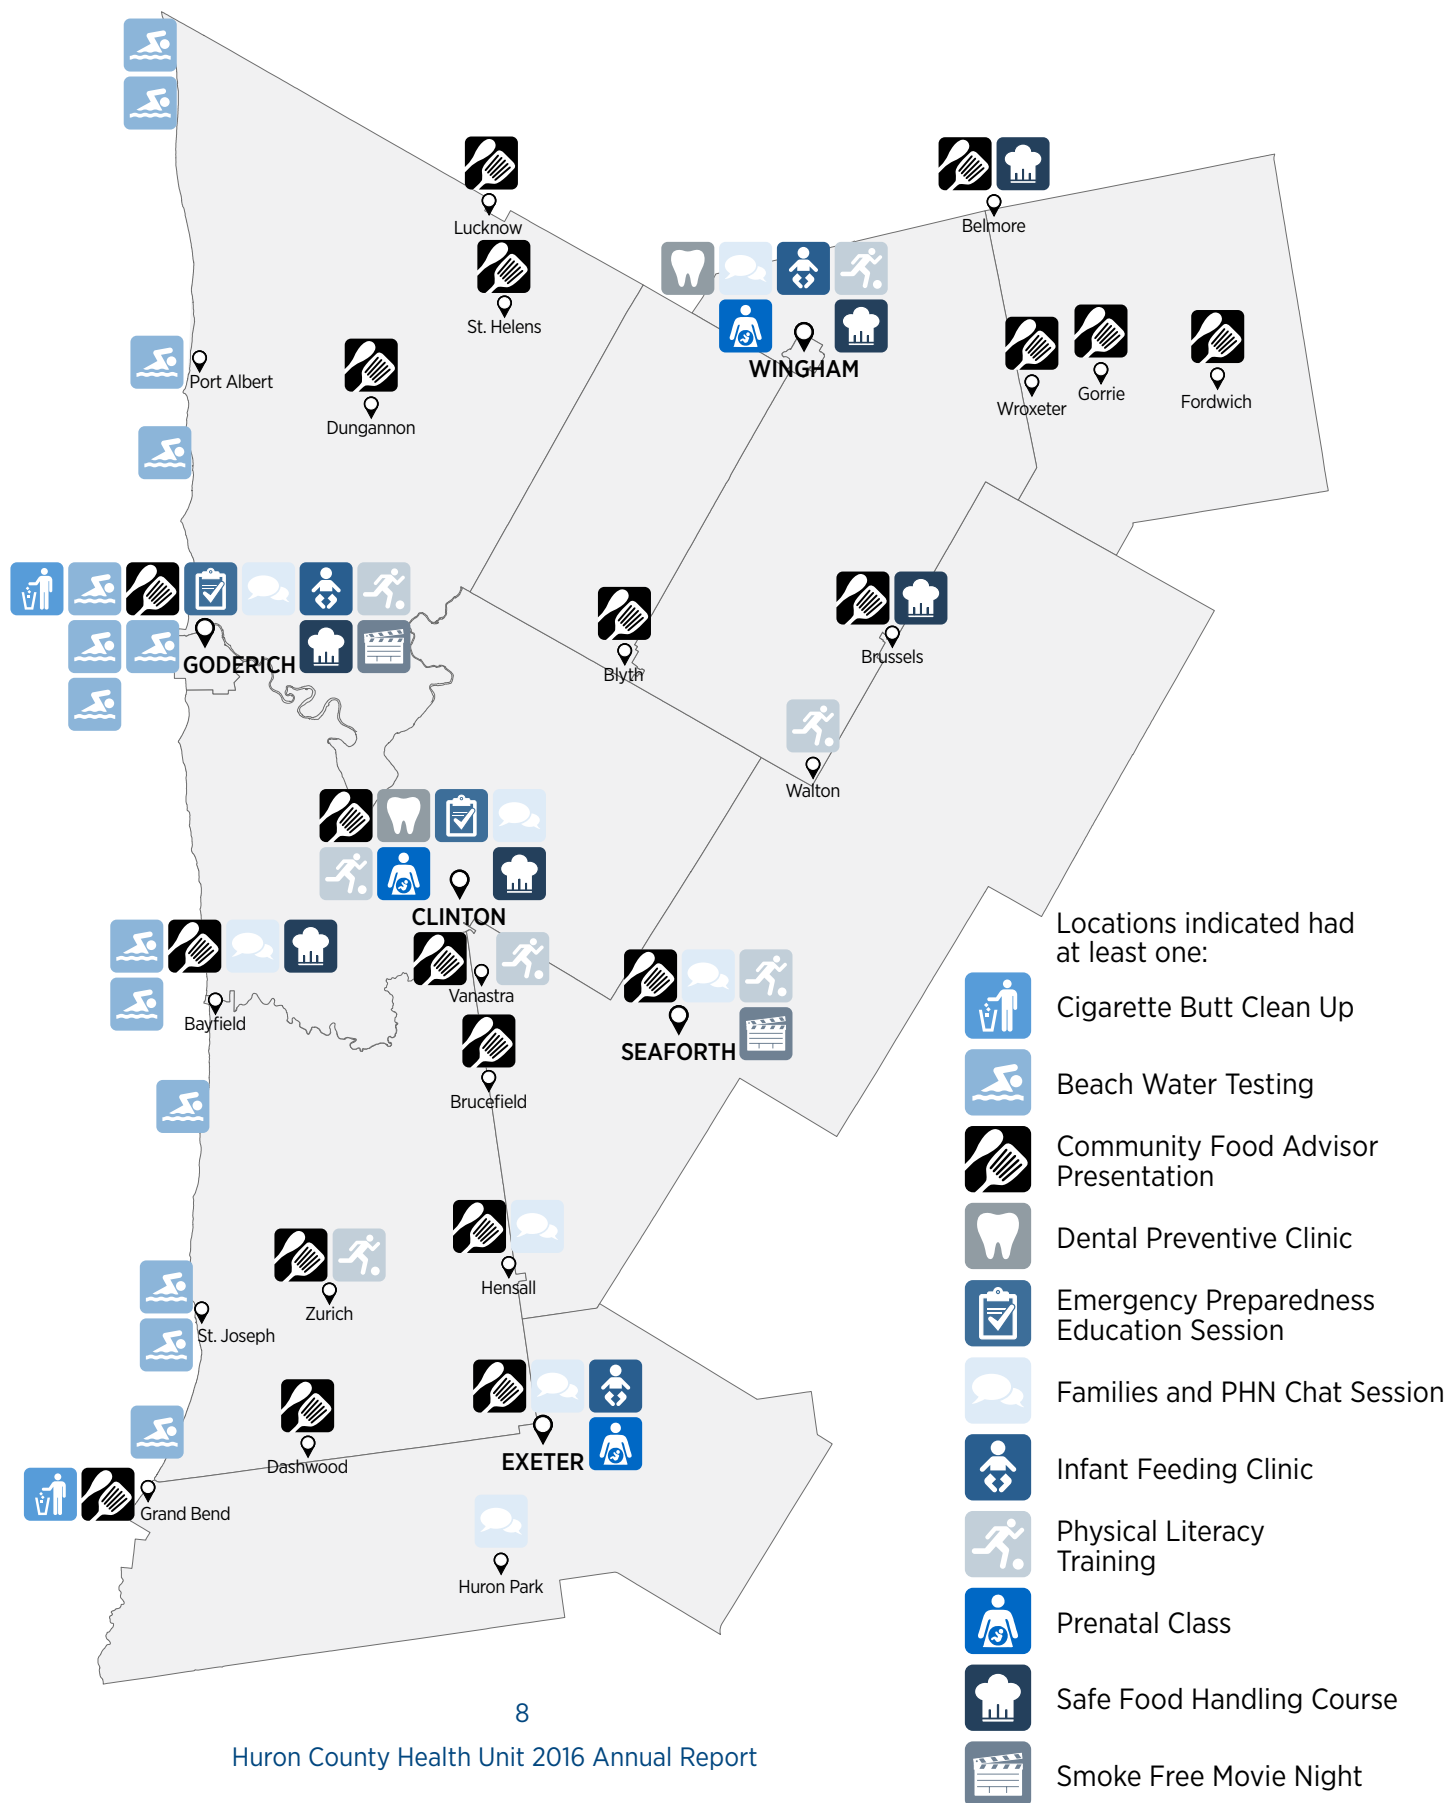 Lucknow
Belmore
St. Helens
WINGHAM
Port Albert
Dungannon
Wroxeter
Gorrie
Fordwich
GODERICH
Blyth
Brussels
Walton
CLINTON
Vanastra
Bayfield
SEAFORTH
Brucefield
Hensall
Zurich
St. Joseph
Dashwood
EXETER
Grand Bend
Huron Park
Locations indicated had
at least one:
Cigarette Butt Clean Up
Beach Water Testing
Community Food Advisor
Presentation
Dental Preventive Clinic
Emergency Preparedness
Education Session
Families and PHN Chat Session
Infant Feeding Clinic
Physical Literacy
Training
Prenatal Class
Safe Food Handling Course
Smoke Free Movie Night
8
Huron County Health Unit 2016 Annual Report